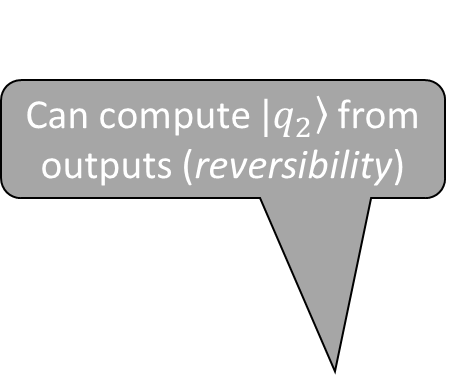 Can compute |q₂⟩ from
outputs (reversibility)